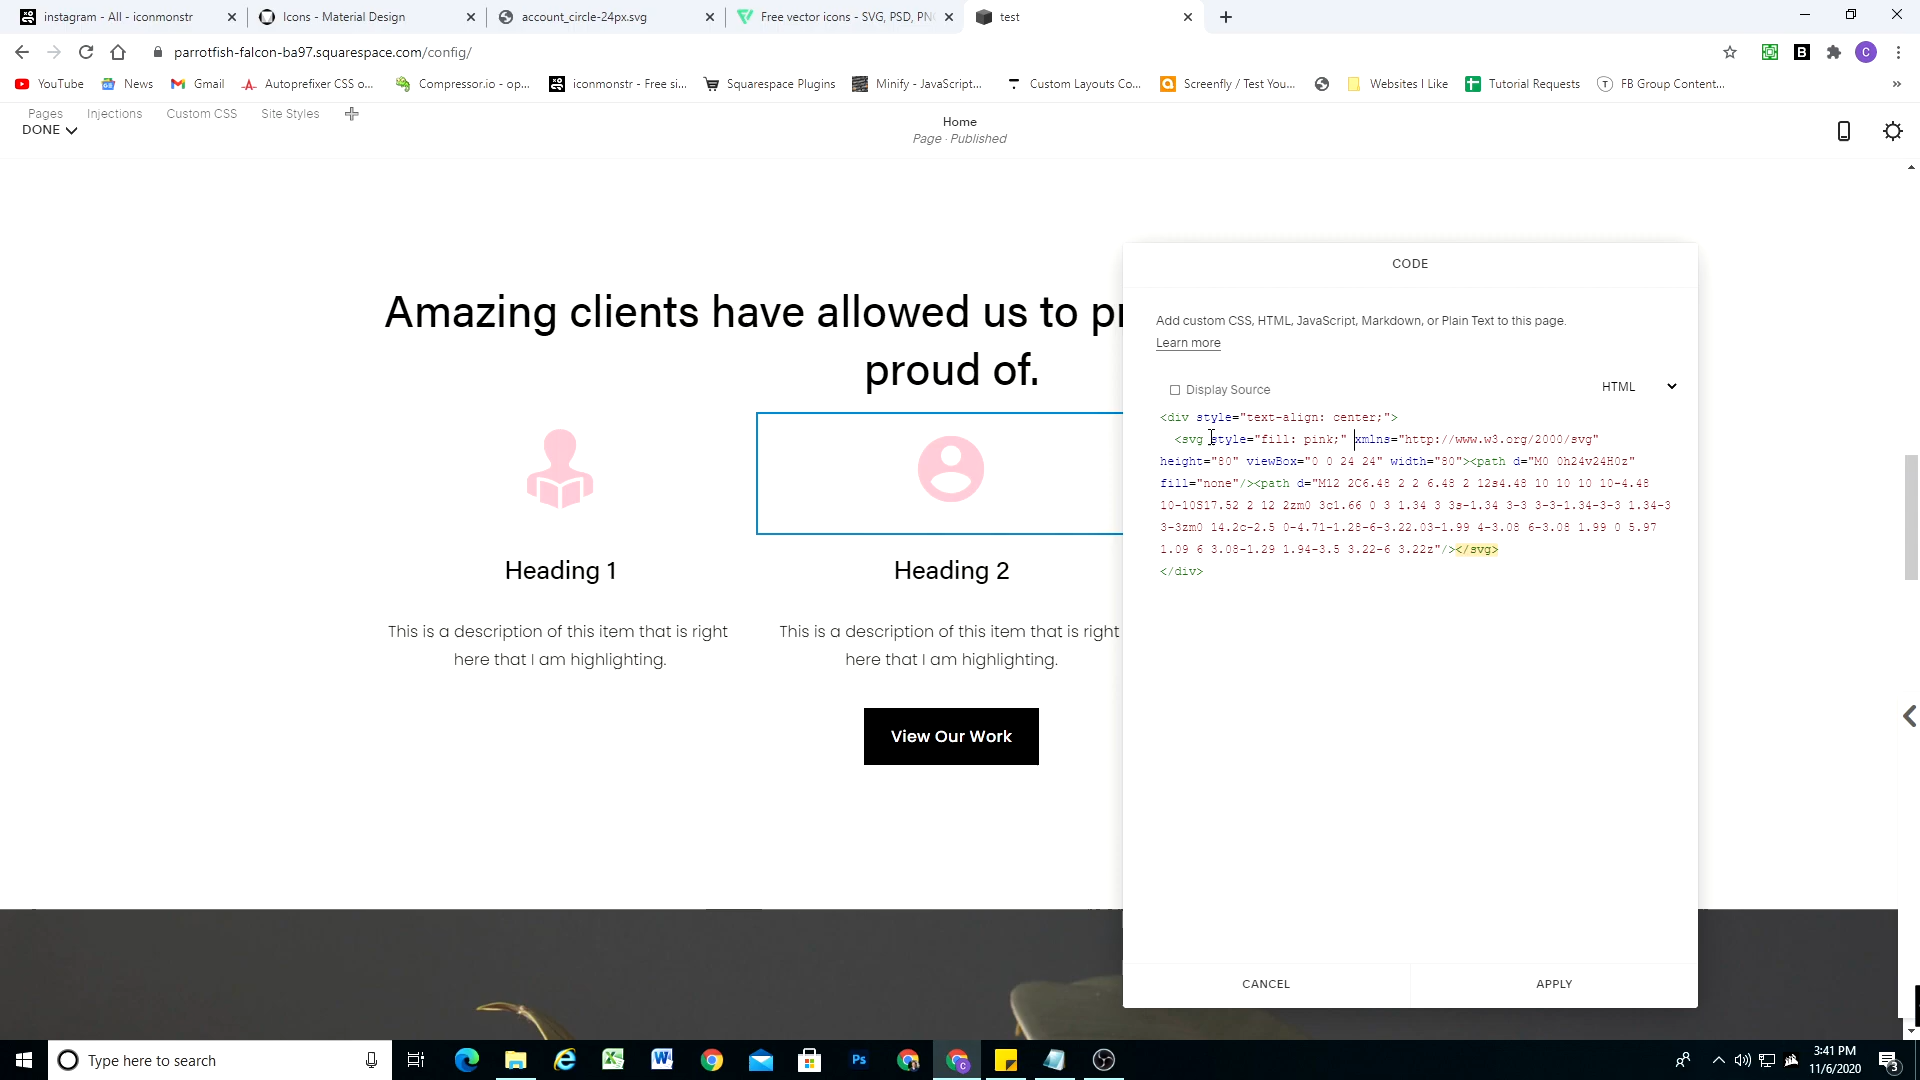 instagram - All - iconmonstr
Icons - Material Design
account_circle-24px.svg
Free vector icons - SVG, PSD, PN
test
parrotfish-falcon-ba97.squarespace.com/config/
C
YouTube
News
Gmail
Autoprefixer CSS o...
Compressor.io - op...
iconmonstr - Free si...
Squarespace Plugins
Minify - JavaScript...
Custom Layouts Co...
Screenfly / Test You...
Websites I Like
Tutorial Requests
FB Group Content...
Pages
Injections
Custom CSS
Site Styles
DONE
Home
Page · Published
Amazing clients have allowed us to pr
proud of.
Heading 1
Heading 2
This is a description of this item that is right
here that I am highlighting.
This is a description of this item that is right
here that I am highlighting.
View Our Work
CODE
Add custom CSS, HTML, JavaScript, Markdown, or Plain Text to this page.
Learn more
Display Source
HTML
<div style="text-align: center;">
<svg style="fill: pink;" xmlns="http://www.w3.org/2000/svg"
height="80" viewBox="0 0 24 24" width="80"><path d="M0 0h24v24H0z"
fill="none"/><path d="M12 2C6.48 2 2 6.48 2 12s4.48 10 10 10 10-4.48
10-10S17.52 2 12 2zm0 3c1.66 0 3 1.34 3 3s-1.34 3-3 3-3-1.34-3-3 1.34-3
3-3zm0 14.2c-2.5 0-4.71-1.28-6-3.22.03-1.99 4-3.08 6-3.08 1.99 0 5.97
1.09 6 3.08-1.29 1.94-3.5 3.22-6 3.22z"/></svg>
</div>
CANCEL
APPLY
Type here to search
3:41 PM
11/6/2020
3